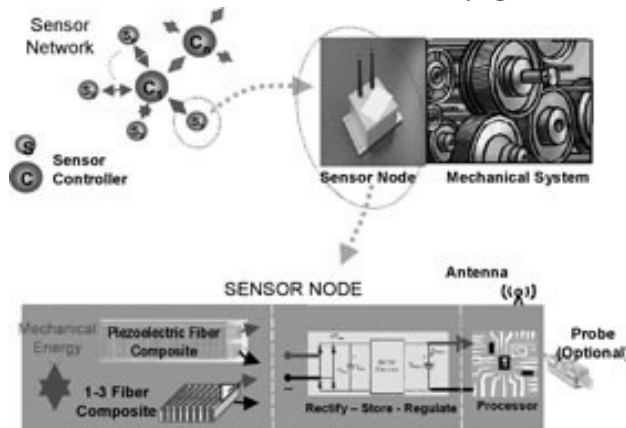 Sensor
Network
C
S
Sensor
C
Controller
Sensor Node
Mechanical System
SENSOR NODE
Antenna
Mechanical
Energy
Piezoelectric Fiber
Composite
1-3 Fiber
Composite
Rectify – Store - Regulate
Processor
Probe
(Optional)